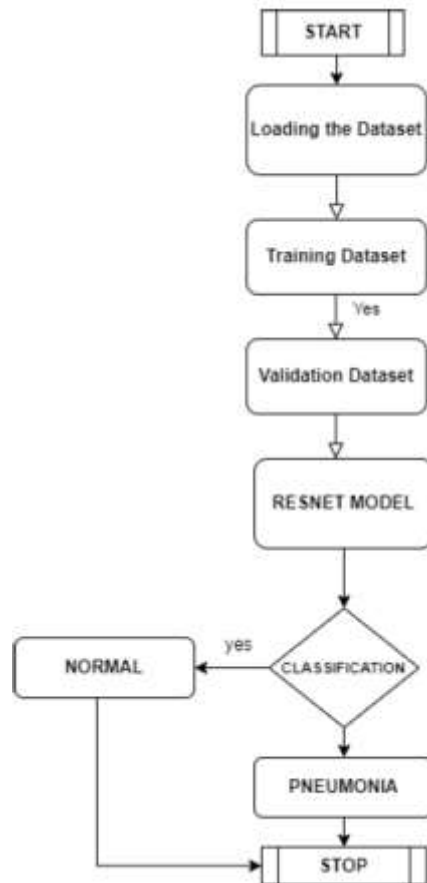 START
Loading the Dataset
Training Dataset
Yes
Validation Dataset
RESNET MODEL
CLASSIFICATION
yes
NORMAL
PNEUMONIA
STOP